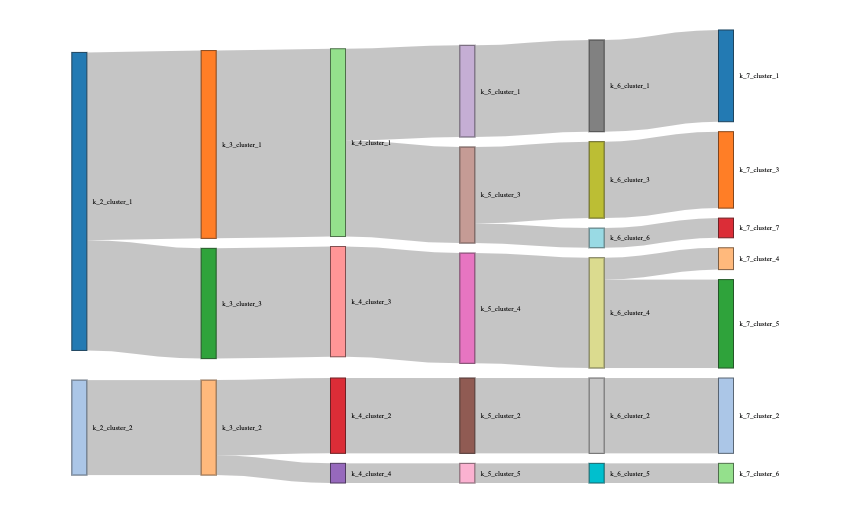 k_2_cluster_1
k_2_cluster_2
k_3_cluster_1
k_3_cluster_3
k_3_cluster_2
k_4_cluster_1
k_4_cluster_3
k_4_cluster_2
k_4_cluster_4
k_5_cluster_1
k_5_cluster_3
k_5_cluster_4
k_5_cluster_2
k_5_cluster_5
k_6_cluster_1
k_6_cluster_3
k_6_cluster_6
k_6_cluster_4
k_6_cluster_2
k_6_cluster_5
k_7_cluster_1
k_7_cluster_3
k_7_cluster_7
k_7_cluster_4
k_7_cluster_5
k_7_cluster_2
k_7_cluster_6